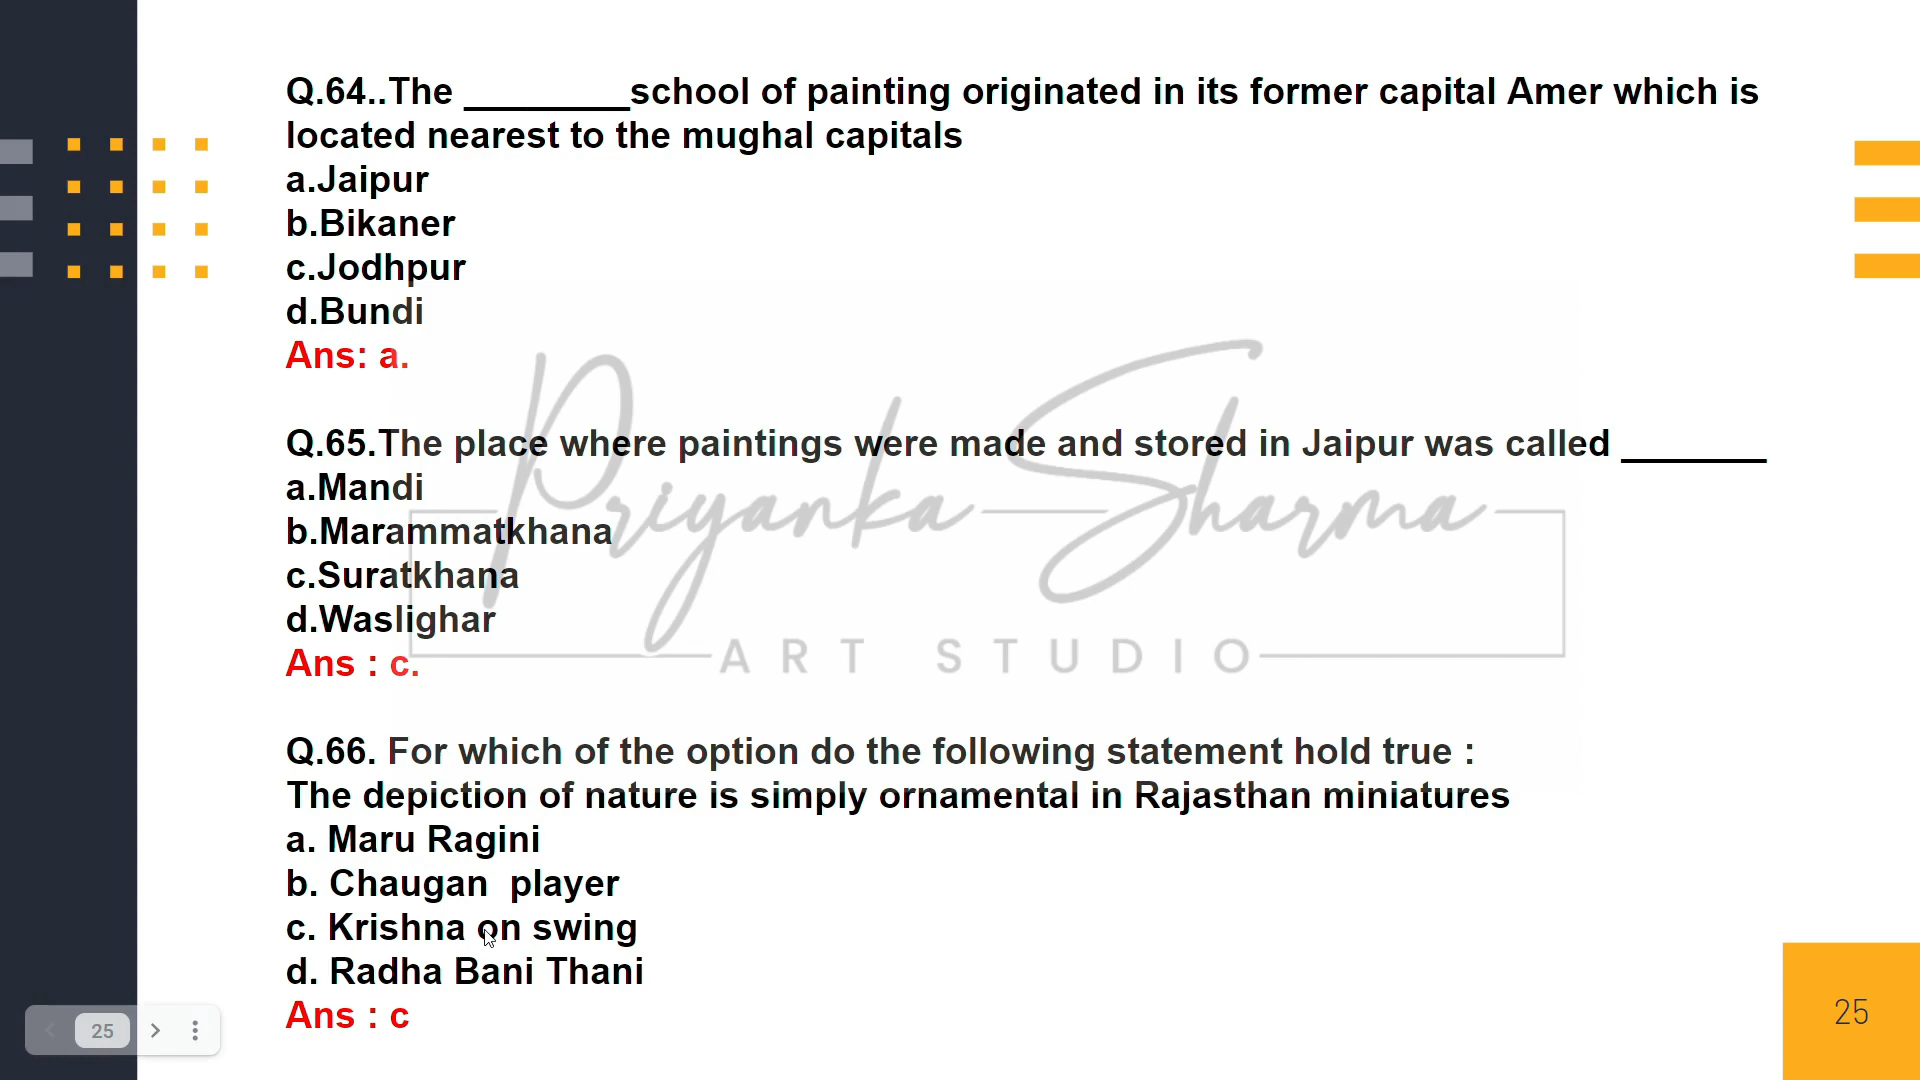 Q.64..The ________school of painting originated in its former capital Amer which is
located nearest to the mughal capitals
a.Jaipur
b.Bikaner
c.Jodhpur
d.Bundi
Ans: a.
Q.65.The place where paintings were made and stored in Jaipur was called _______
a.Mandi
b.Marammatkhana
c.Suratkhana
d.Waslighar
Ans : c.
Priyanka Sharma
ART STUDIO
Q.66. For which of the option do the following statement hold true :
The depiction of nature is simply ornamental in Rajasthan miniatures
a. Maru Ragini
b. Chaugan  player
c. Krishna on swing
d. Radha Bani Thani
Ans : c
25
25